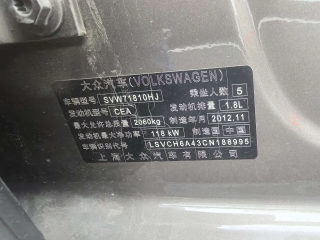 大众汽车(VOLKSWAGEN)
车辆型号 SVW71810HJ 乘坐人数 5
发动机型号 CEA 发动机排量 1.8L
最大允许总质量 2060kg 制造年月 2012.11
发动机最大净功率 118kW 制造国 中国
车辆识别代号 LSVCH6A43CN188995
上海大众汽车有限公司